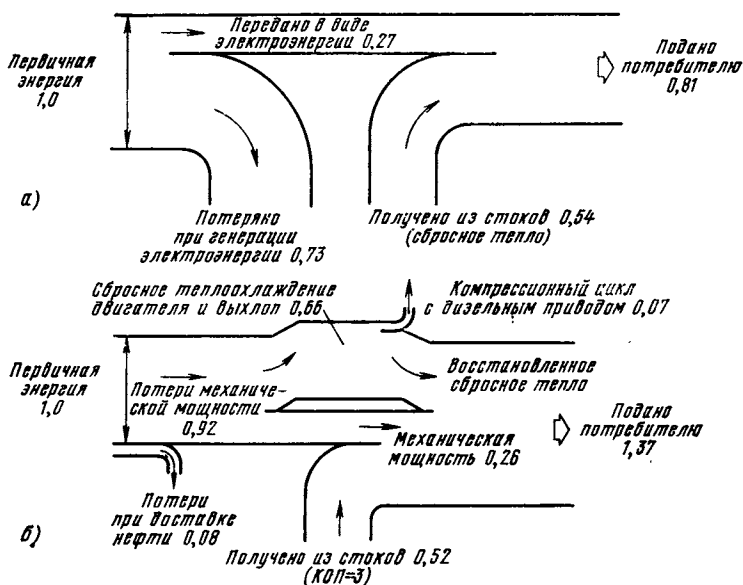 Передано в виде
электроэнергии 0,27
Первичная
энергия
1,0
Подано
потребителю
0,81
а)
Потеряно
при генерации
электроэнергии 0,73
Получено из стоков 0,54
(сбросное тепло)
Сбросное теплоохлаждение
двигателя и выхлоп 0,66
Компрессионный цикл
с дизельным приводом 0,07
Первичная
энергия
1,0
Потери механиче-
ской мощности
0,92
Восстановленное
сбросное тепло
Механическая
мощность 0,26
Подано
потребителю
1,37
Потери
при доставке
нефти 0,08
б)
Получено из стоков 0,52
(КОП=3)